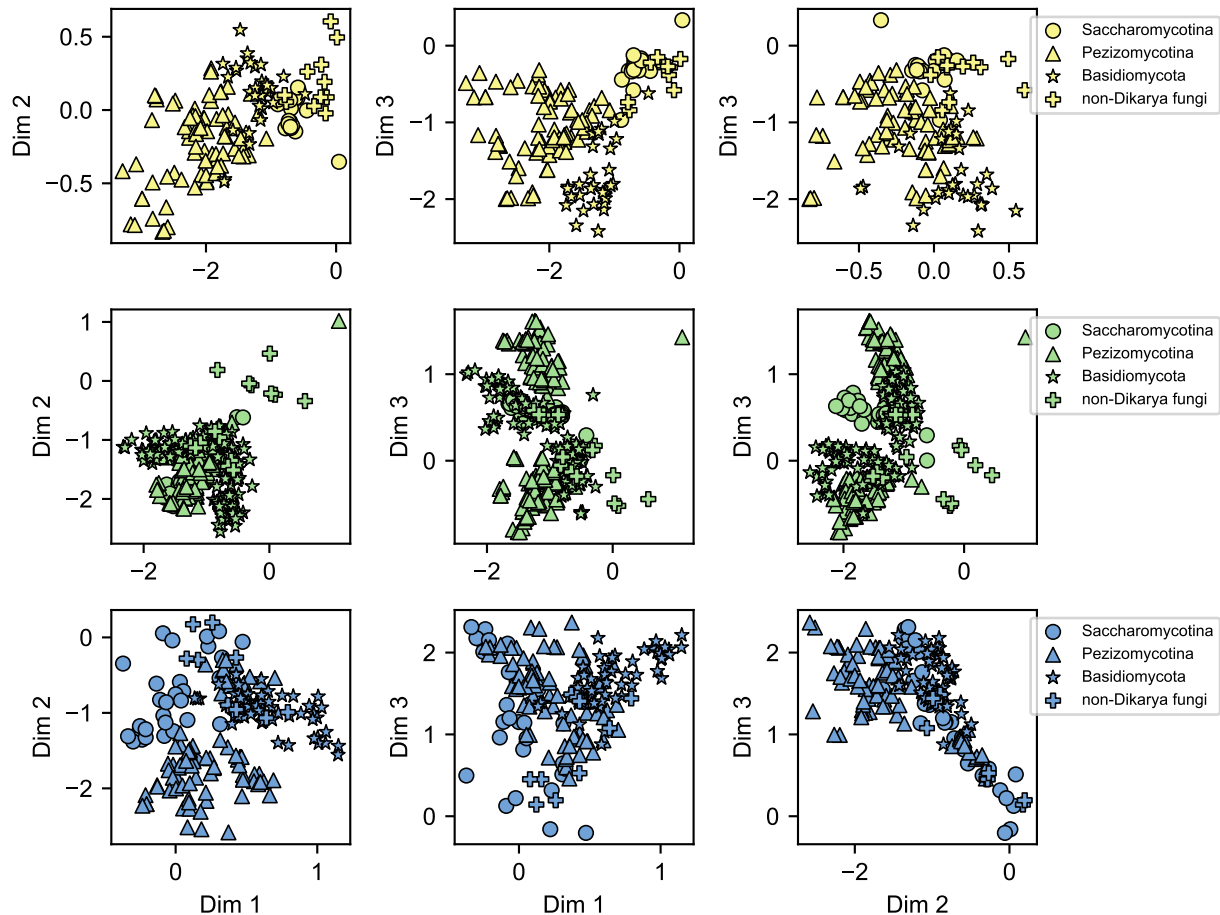 Dim 2
0.5
0.0
−0.5
−2
0
Dim 3
0
−1
−2
−2
0
Dim 3
0
−1
−2
−0.5
0.0
0.5
Saccharomycotina
Pezizomycotina
Basidiomycota
non-Dikarya fungi
Dim 2
1
0
−1
−2
−2
0
Dim 3
1
0
−2
0
Dim 3
1
0
−2
0
Saccharomycotina
Pezizomycotina
Basidiomycota
non-Dikarya fungi
Dim 2
0
−1
−2
0
1
Dim 1
Dim 3
2
1
0
0
1
Dim 1
Dim 3
2
1
0
−2
0
Dim 2
Saccharomycotina
Pezizomycotina
Basidiomycota
non-Dikarya fungi